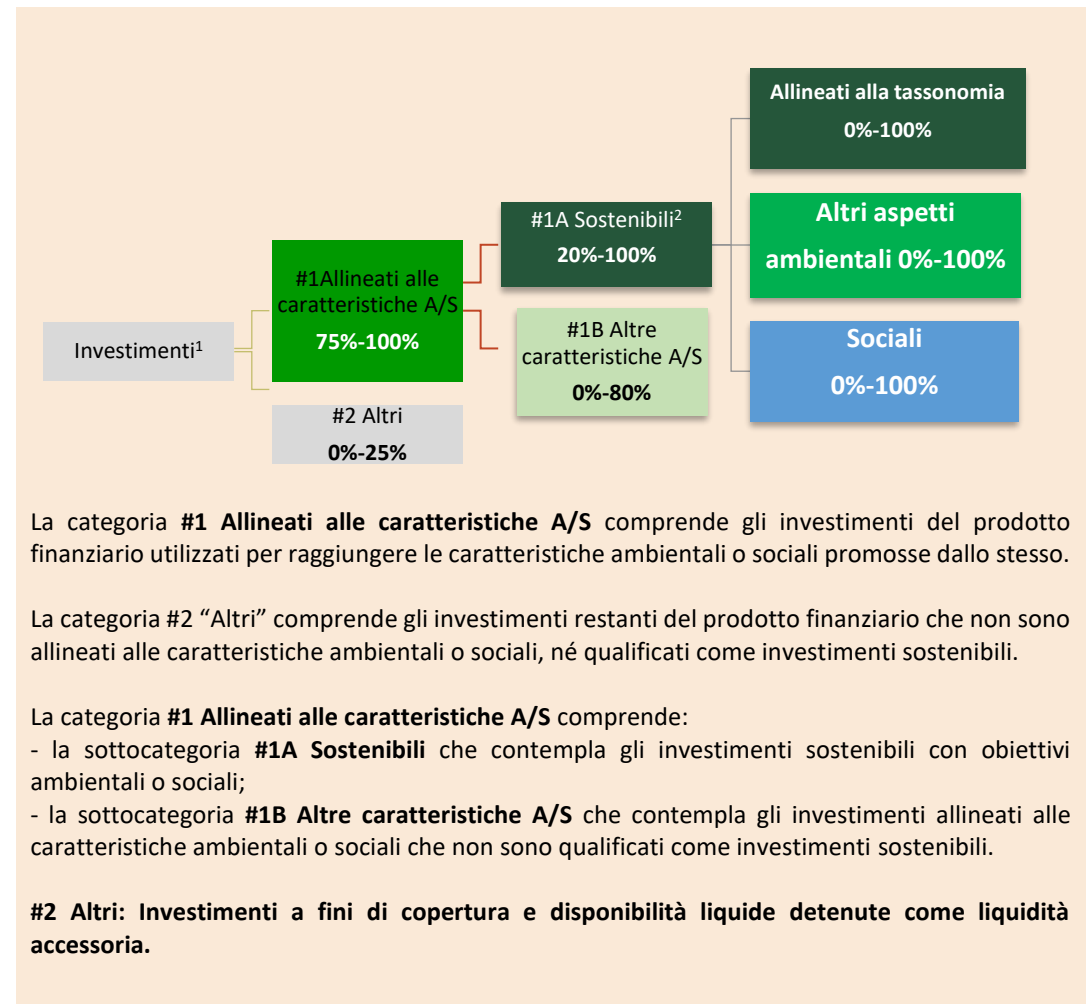 Allineati alla tassonomia
0%-100%
Altri aspetti
ambientali 0%-100%
Sociali
0%-100%
#1A Sostenibili²
20%-100%
#1B Altre
caratteristiche A/S
0%-80%
#1Allineati alle
caratteristiche A/S
75%-100%
Investimenti¹
#2 Altri
0%-25%
La categoria #1 Allineati alle caratteristiche A/S comprende gli investimenti del prodotto
finanziario utilizzati per raggiungere le caratteristiche ambientali o sociali promosse dallo stesso.
La categoria #2 “Altri” comprende gli investimenti restanti del prodotto finanziario che non sono
allineati alle caratteristiche ambientali o sociali, né qualificati come investimenti sostenibili.
La categoria #1 Allineati alle caratteristiche A/S comprende:
- la sottocategoria #1A Sostenibili che contempla gli investimenti sostenibili con obiettivi
ambientali o sociali;
- la sottocategoria #1B Altre caratteristiche A/S che contempla gli investimenti allineati alle
caratteristiche ambientali o sociali che non sono qualificati come investimenti sostenibili.
#2 Altri: Investimenti a fini di copertura e disponibilità liquide detenute come liquidità
accessoria.